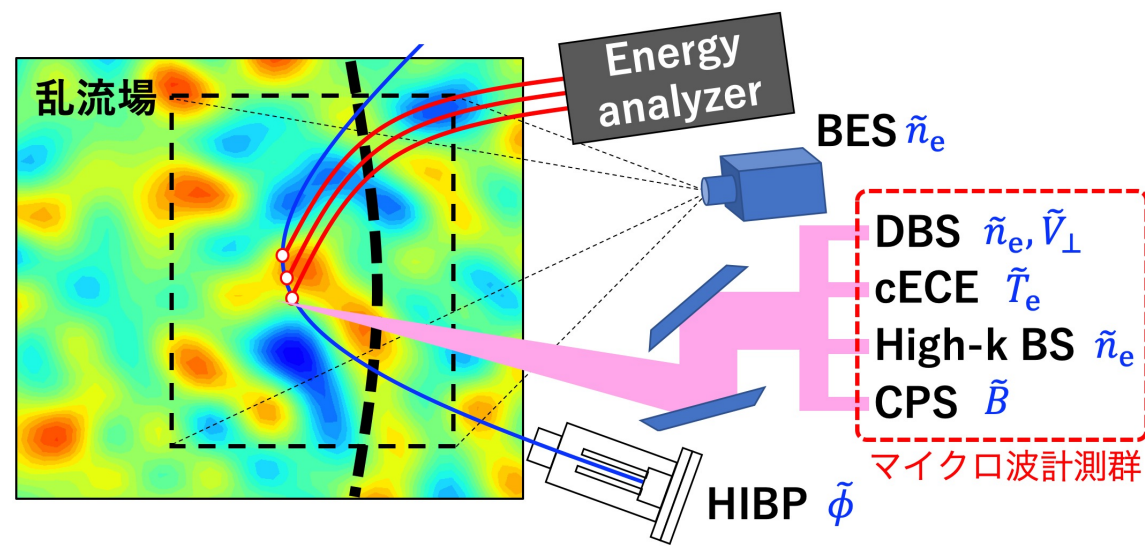 乱流場
Energy
analyzer
BES ñₑ
DBS ñₑ, Ṽ⊥
cECE T̃ₑ
High-k BS ñₑ
CPS B̃
マイクロ波計測群
HIBP ϕ̃